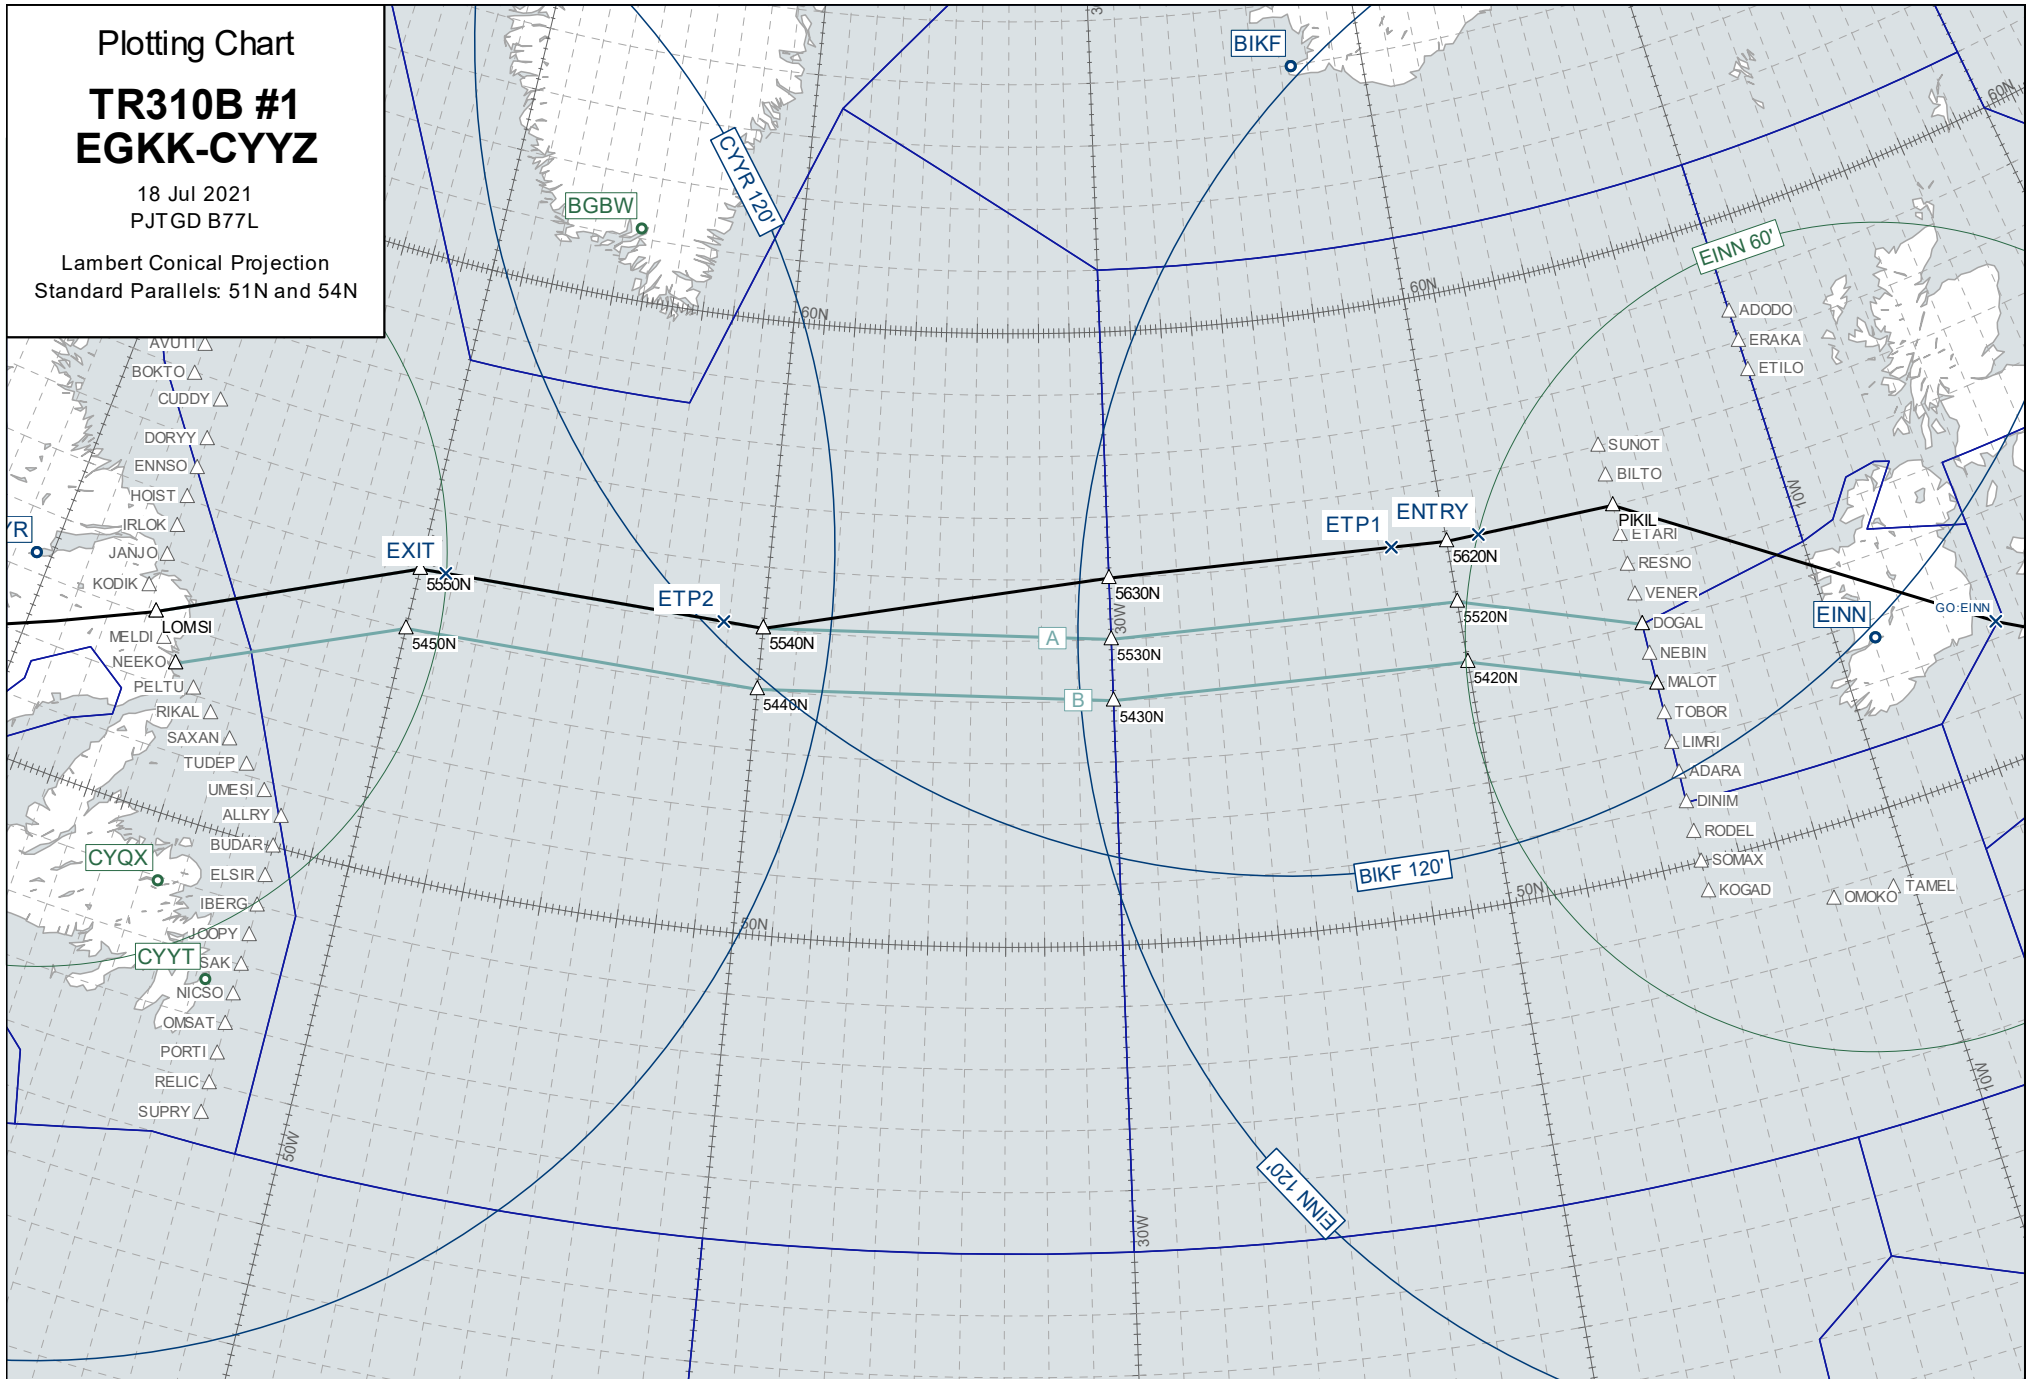 Plotting Chart
TR310B #1
EGKK-CYYZ
18 Jul 2021
PJTGD B77L
Lambert Conical Projection
Standard Parallels: 51N and 54N
BIKF
60N
CYYR 120'
BGBW
EINN 60'
60N
60N
ADODO
ERAKA
ETILO
AVUTI
BOKTO
CUDDY
DORYY
ENNSO
HOIST
IRLOK
JANJO
KODIK
LOMSI
MELDI
NEEKO
PELTU
RIKAL
SAXAN
TUDEP
UMESI
ALLRY
BUDAR
ELSIR
IBERG
JOOPY
SAK
NICSO
OMSAT
PORTI
RELIC
SUPRY
YR
EXIT
5550N
5450N
ETP2
5540N
5440N
A
B
5630N
30W
5530N
5430N
ETP1
ENTRY
5620N
5520N
5420N
SUNOT
BILTO
PIKIL
ETARI
RESNO
VENER
DOGAL
NEBIN
MALOT
TOBOR
LIMRI
ADARA
DINIM
RODEL
SOMAX
KOGAD
OMOKO
TAMEL
10W
GO:EINN
EINN
CYQX
CYYT
50N
50N
BIKF 120'
EINN 120'
50W
30W
10W